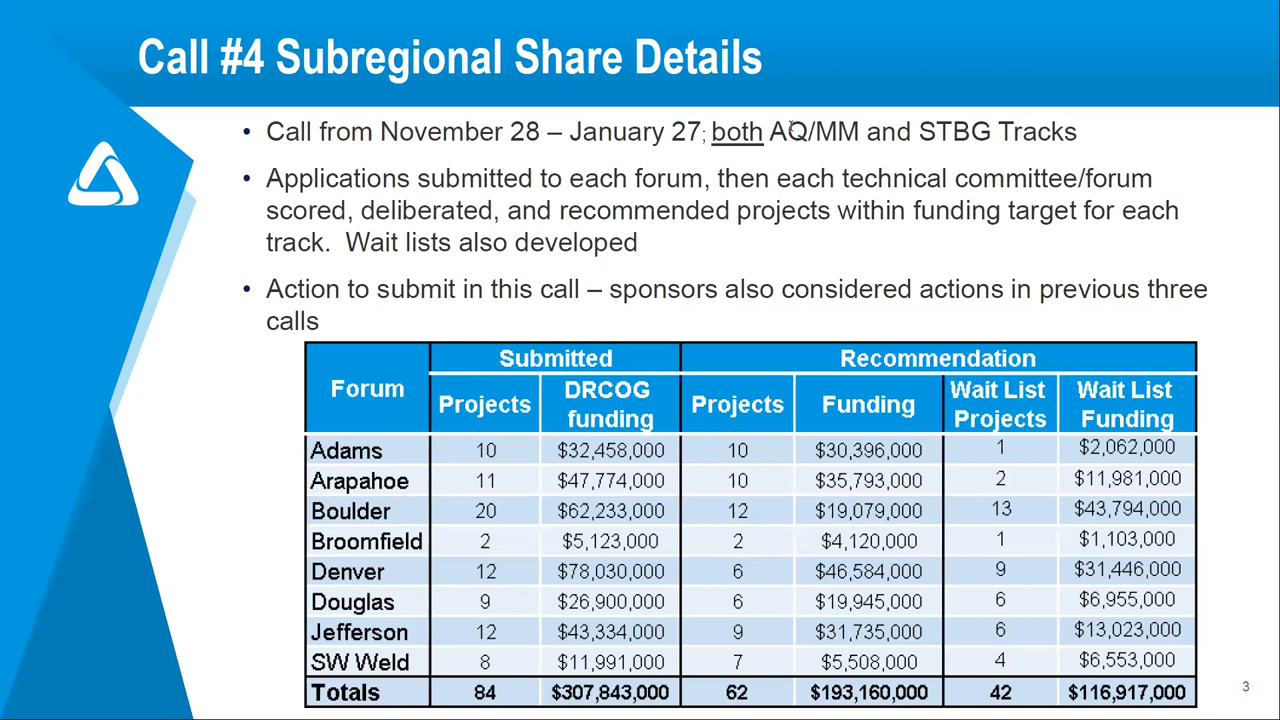 Call #4 Subregional Share Details
• Call from November 28 – January 27; both AQ/MM and STBG Tracks
• Applications submitted to each forum, then each technical committee/forum
scored, deliberated, and recommended projects within funding target for each
track. Wait lists also developed
• Action to submit in this call – sponsors also considered actions in previous three
calls
Forum Submitted Recommendation
Projects DRCOG funding Projects Funding Wait List Projects Wait List Funding
Adams 10 $32,458,000 10 $30,396,000 1 $2,062,000
Arapahoe 11 $47,774,000 10 $35,793,000 2 $11,981,000
Boulder 20 $62,233,000 12 $19,079,000 13 $43,794,000
Broomfield 2 $5,123,000 2 $4,120,000 1 $1,103,000
Denver 12 $78,030,000 6 $46,584,000 9 $31,446,000
Douglas 9 $26,900,000 6 $19,945,000 6 $6,955,000
Jefferson 12 $43,334,000 9 $31,735,000 6 $13,023,000
SW Weld 8 $11,991,000 7 $5,508,000 4 $6,553,000
Totals 84 $307,843,000 62 $193,160,000 42 $116,917,000
3